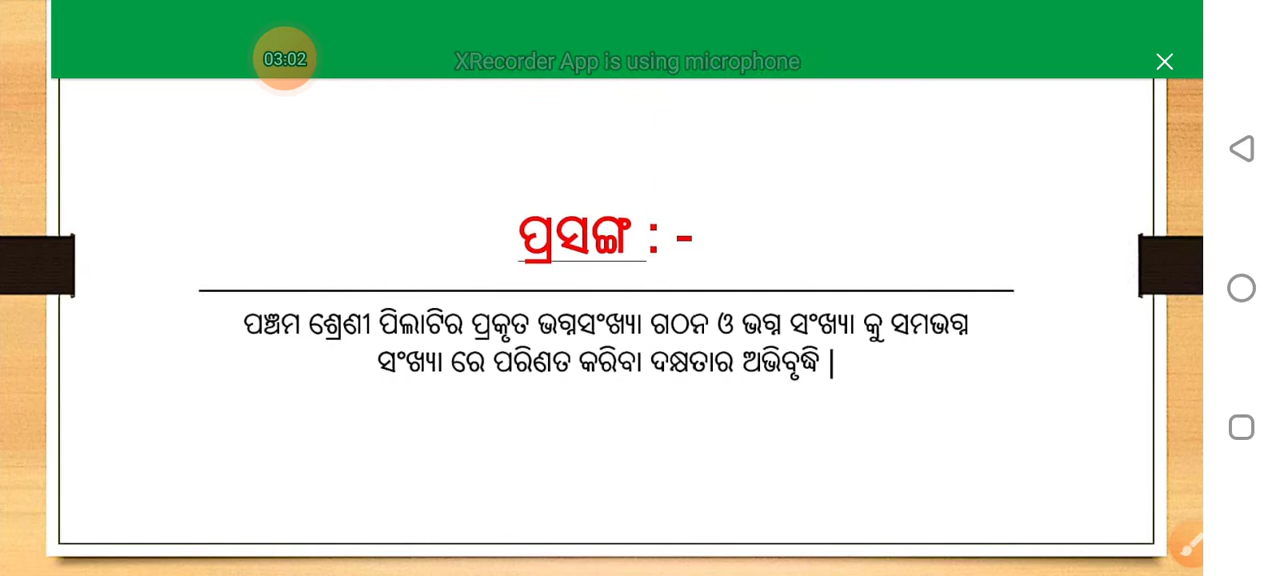 03:02
XRecorder App is using microphone
ପ୍ରସଙ୍ଗ : -
ପଞ୍ଚମ ଶ୍ରେଣୀ ପିଲାଟିର ପ୍ରକୃତ ଭଗ୍ନସଂଖ୍ୟା ଗଠନ ଓ ଭଗ୍ନ ସଂଖ୍ୟା କୁ ସମଭଗ୍ନ
ସଂଖ୍ୟା ରେ ପରିଣତ କରିବା ଦକ୍ଷତାର ଅଭିବୃଦ୍ଧି |